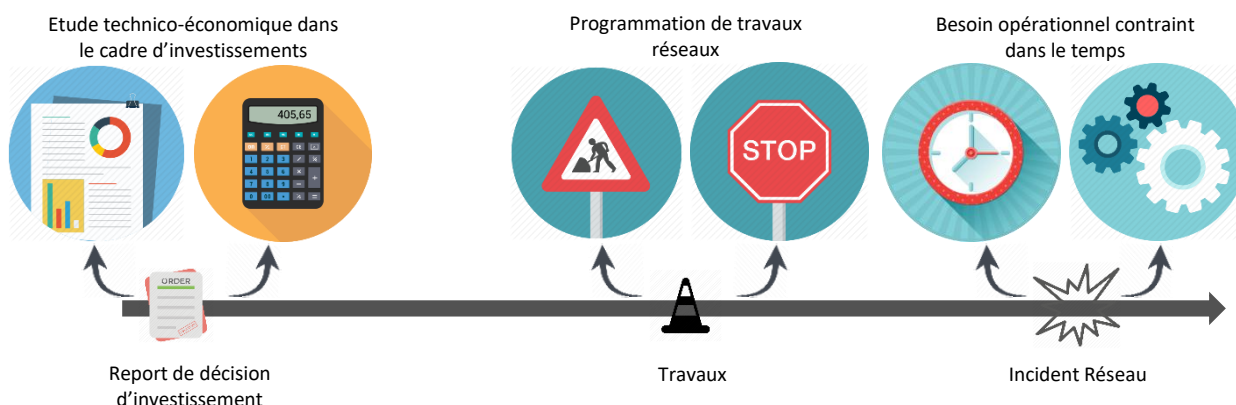 Etude technico-économique dans
le cadre d’investissements
Programmation de travaux
réseaux
Besoin opérationnel contraint
dans le temps
405,65
STOP
ORDER
Report de décision
d’investissement
Travaux
Incident Réseau